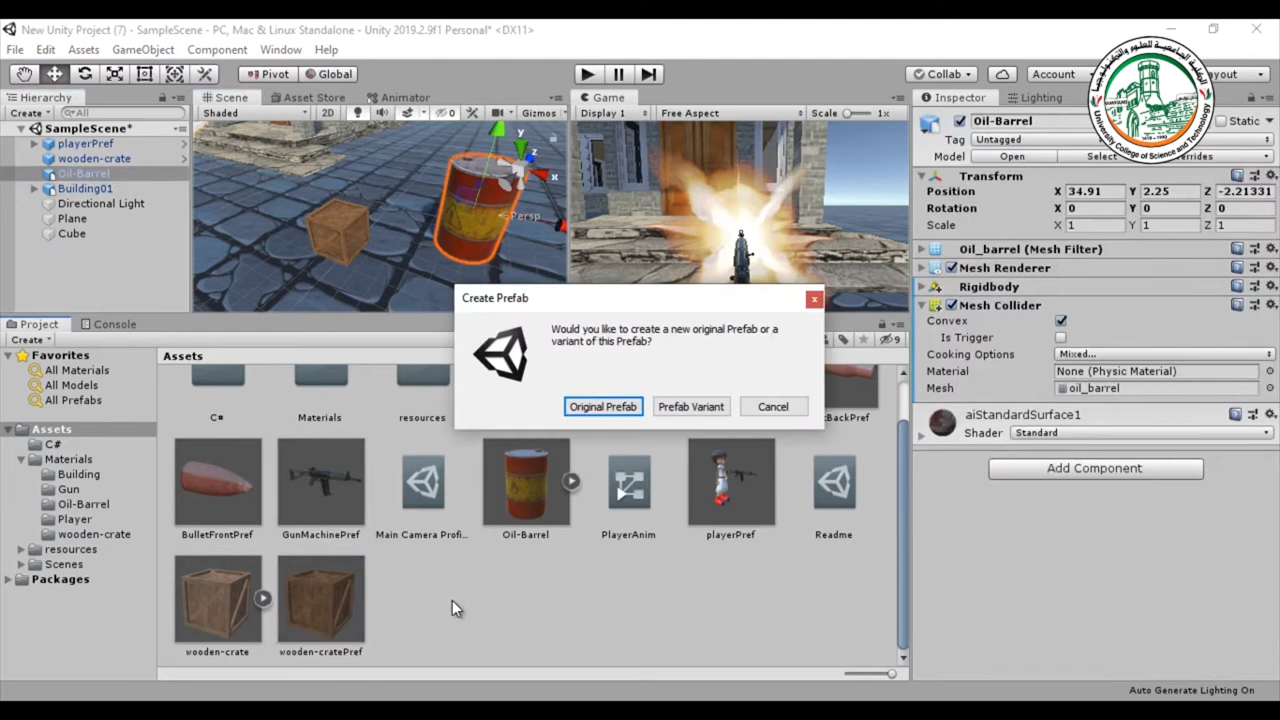 New Unity Project (7) - SampleScene - PC, Mac & Linux Standalone - Unity 2019.2.9f1 Personal* <DX11>
File Edit Assets GameObject Component Window Help
Pivot Global Collab Account
Hierarchy
Create All
SampleScene*
playerPref
wooden-crate
Oil-Barrel
Building01
Directional Light
Plane
Cube
Scene Asset Store Animator
Shaded 2D 0 Gizmos
y
z
x
Persp
Game
Display 1 Free Aspect Scale 1x
Inspector Lighting
Oil-Barrel Static
Tag Untagged
Model Open
Transform
Position X 34.91 Y 2.25 Z -2.21331
Rotation X 0 Y 0 Z 0
Scale X 1 Y 1 Z 1
Oil_barrel (Mesh Filter)
Mesh Renderer
Rigidbody
Mesh Collider
Convex
Is Trigger
Cooking Options Mixed...
Material None (Physic Material)
Mesh oil_barrel
aiStandardSurface1
Shader Standard
Add Component
Project Console
Create 9
Favorites
All Materials
All Models
All Prefabs
Assets
C#
Materials
Building
Gun
Oil-Barrel
Player
wooden-crate
resources
Scenes
Packages
Assets
C# Materials resources
BulletFrontPref GunMachinePref Main Camera Profi... Oil-Barrel PlayerAnim playerPref Readme
wooden-crate wooden-cratePref
Create Prefab
Would you like to create a new original Prefab or a
variant of this Prefab?
Original Prefab Prefab Variant Cancel
الكلية الجامعية للعلوم والتكنولوجيا
University College of Science and Technology
Auto Generate Lighting On